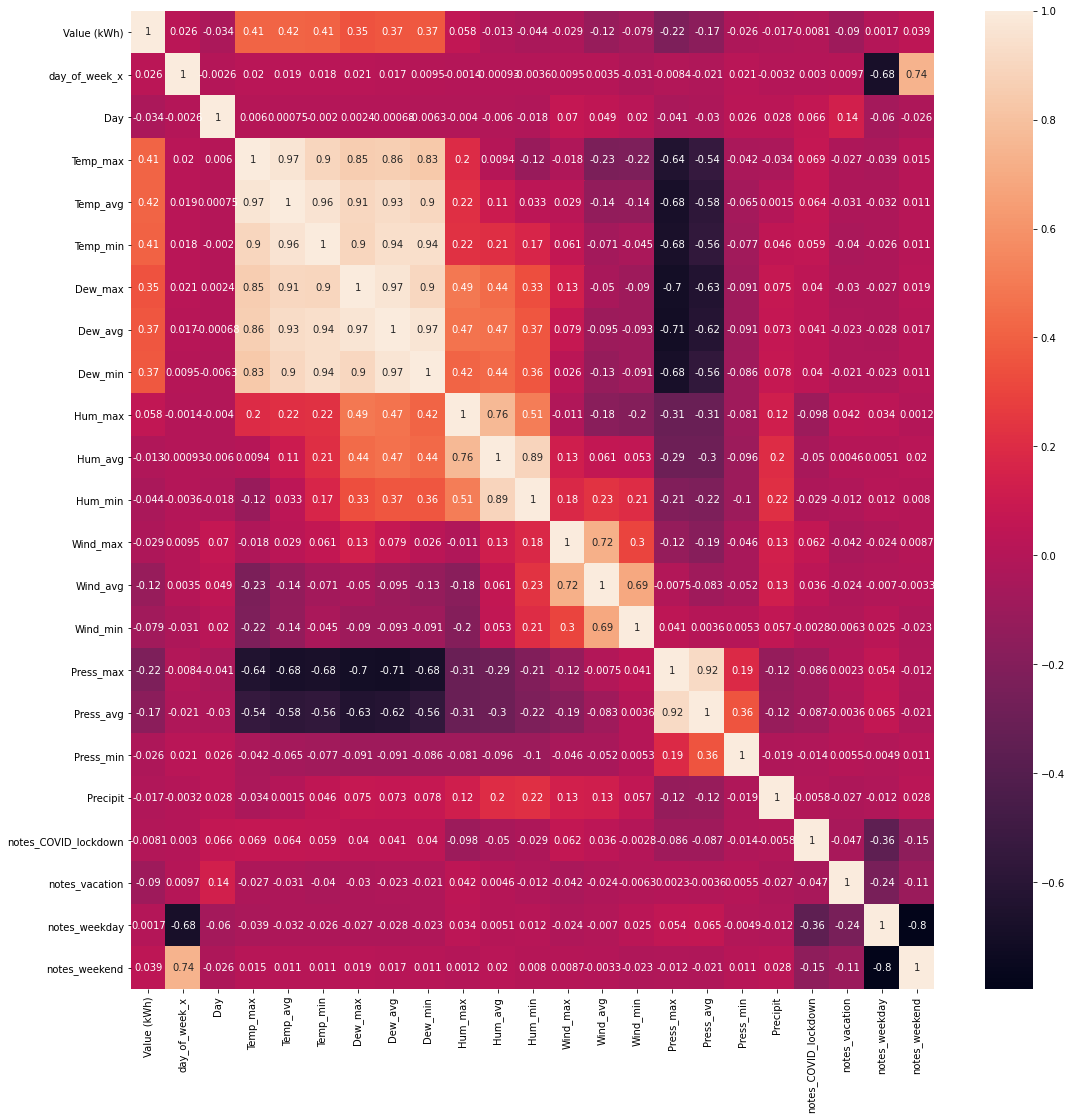 Value (kWh) 1 0.026 -0.034 0.41 0.42 0.41 0.35 0.37 0.37 0.058 -0.013 -0.044 -0.029 -0.12 -0.079 -0.22 -0.17 -0.026 -0.017 -0.0081 -0.09 0.0017 0.039
day_of_week_x 0.026 1 -0.0026 0.02 0.019 0.018 0.021 0.017 0.0095 -0.0014 0.00093 -0.0036 0.0095 0.0035 -0.031 -0.0084 -0.021 0.021 -0.0032 0.003 0.0097 -0.68 0.74
Day -0.034 -0.0026 1 0.006 0.00075 -0.002 0.0024 -0.00068 -0.0063 -0.004 -0.006 -0.018 0.07 0.049 0.02 -0.041 -0.03 0.026 0.028 0.066 0.14 -0.06 -0.026
Temp_max 0.41 0.02 0.006 1 0.97 0.9 0.85 0.86 0.83 0.2 0.0094 -0.12 -0.018 -0.23 -0.22 -0.64 -0.54 -0.042 -0.034 0.069 -0.027 -0.039 0.015
Temp_avg 0.42 0.019 0.00075 0.97 1 0.96 0.91 0.93 0.9 0.22 0.11 0.033 0.029 -0.14 -0.14 -0.68 -0.58 -0.065 0.0015 0.064 -0.031 -0.032 0.011
Temp_min 0.41 0.018 -0.002 0.9 0.96 1 0.9 0.94 0.94 0.22 0.21 0.17 0.061 -0.071 -0.045 -0.68 -0.56 -0.077 0.046 0.059 -0.04 -0.026 0.011
Dew_max 0.35 0.021 0.0024 0.85 0.91 0.9 1 0.97 0.9 0.49 0.44 0.33 0.13 -0.05 -0.09 -0.7 -0.63 -0.091 0.075 0.04 -0.03 -0.027 0.019
Dew_avg 0.37 0.017 -0.00068 0.86 0.93 0.94 0.97 1 0.97 0.47 0.47 0.37 0.079 -0.095 -0.093 -0.71 -0.62 -0.091 0.073 0.041 -0.023 -0.028 0.017
Dew_min 0.37 0.0095 -0.0063 0.83 0.9 0.94 0.9 0.97 1 0.42 0.44 0.36 0.026 -0.13 -0.091 -0.68 -0.56 -0.086 0.078 0.04 -0.021 -0.023 0.011
Hum_max 0.058 -0.0014 -0.004 0.2 0.22 0.22 0.49 0.47 0.42 1 0.76 0.51 -0.011 -0.18 -0.2 -0.31 -0.31 -0.081 0.12 -0.098 0.042 0.034 0.0012
Hum_avg -0.013 -0.00093 -0.006 0.0094 0.11 0.21 0.44 0.47 0.44 0.76 1 0.89 0.13 0.061 0.053 -0.29 -0.3 -0.096 0.2 -0.05 0.0046 0.0051 0.02
Hum_min -0.044 -0.0036 -0.018 -0.12 0.033 0.17 0.33 0.37 0.36 0.51 0.89 1 0.18 0.23 0.21 -0.21 -0.22 -0.1 0.22 -0.029 -0.012 0.012 0.008
Wind_max -0.029 0.0095 0.07 -0.018 0.029 0.061 0.13 0.079 0.026 -0.011 0.13 0.18 1 0.72 0.3 -0.12 -0.19 -0.046 0.13 0.062 -0.042 -0.024 0.0087
Wind_avg -0.12 0.0035 0.049 -0.23 -0.14 -0.071 -0.05 -0.095 -0.13 -0.18 0.061 0.23 0.72 1 0.69 -0.0075 -0.083 -0.052 0.13 0.036 -0.024 -0.007 -0.0033
Wind_min -0.079 -0.031 0.02 -0.22 -0.14 -0.045 -0.09 -0.093 -0.091 -0.2 0.053 0.21 0.3 0.69 1 0.041 0.0036 0.0053 0.057 -0.0028 -0.0063 0.025 -0.023
Press_max -0.22 -0.0084 -0.041 -0.64 -0.68 -0.68 -0.7 -0.71 -0.68 -0.31 -0.29 -0.21 -0.12 -0.0075 0.041 1 0.92 0.19 -0.12 -0.086 0.0023 0.054 -0.012
Press_avg -0.17 -0.021 -0.03 -0.54 -0.58 -0.56 -0.63 -0.62 -0.56 -0.31 -0.3 -0.22 -0.19 -0.083 0.0036 0.92 1 0.36 -0.12 -0.087 -0.0036 0.065 -0.021
Press_min -0.026 0.021 0.026 -0.042 -0.065 -0.077 -0.091 -0.091 -0.086 -0.081 -0.096 -0.1 -0.046 -0.052 0.0053 0.19 0.36 1 -0.019 -0.014 0.0055 -0.0049 0.011
Precipit -0.017 -0.0032 0.028 -0.034 0.0015 0.046 0.075 0.073 0.078 0.12 0.2 0.22 0.13 0.13 0.057 -0.12 -0.12 -0.019 1 -0.0058 -0.027 -0.012 0.028
notes_COVID_lockdown -0.0081 0.003 0.066 0.069 0.064 0.059 0.04 0.041 0.04 -0.098 -0.05 -0.029 0.062 0.036 -0.0028 -0.086 -0.087 -0.014 -0.0058 1 -0.047 -0.36 -0.15
notes_vacation -0.09 0.0097 0.14 -0.027 -0.031 -0.04 -0.03 -0.023 -0.021 0.042 0.0046 -0.012 -0.042 -0.024 -0.0063 0.0023 -0.0036 0.0055 -0.027 -0.047 1 -0.24 -0.11
notes_weekday 0.0017 -0.68 -0.06 -0.039 -0.032 -0.026 -0.027 -0.028 -0.023 0.034 0.0051 0.012 -0.024 -0.007 0.025 0.054 0.065 -0.0049 -0.012 -0.36 -0.24 1 -0.8
notes_weekend 0.039 0.74 -0.026 0.015 0.011 0.011 0.019 0.017 0.011 0.0012 0.02 0.008 0.0087 -0.0033 -0.023 -0.012 -0.021 0.011 0.028 -0.15 -0.11 -0.8 1
Value (kWh)
day_of_week_x
Day
Temp_max
Temp_avg
Temp_min
Dew_max
Dew_avg
Dew_min
Hum_max
Hum_avg
Hum_min
Wind_max
Wind_avg
Wind_min
Press_max
Press_avg
Press_min
Precipit
notes_COVID_lockdown
notes_vacation
notes_weekday
notes_weekend
1.0
0.8
0.6
0.4
0.2
0.0
−0.2
−0.4
−0.6